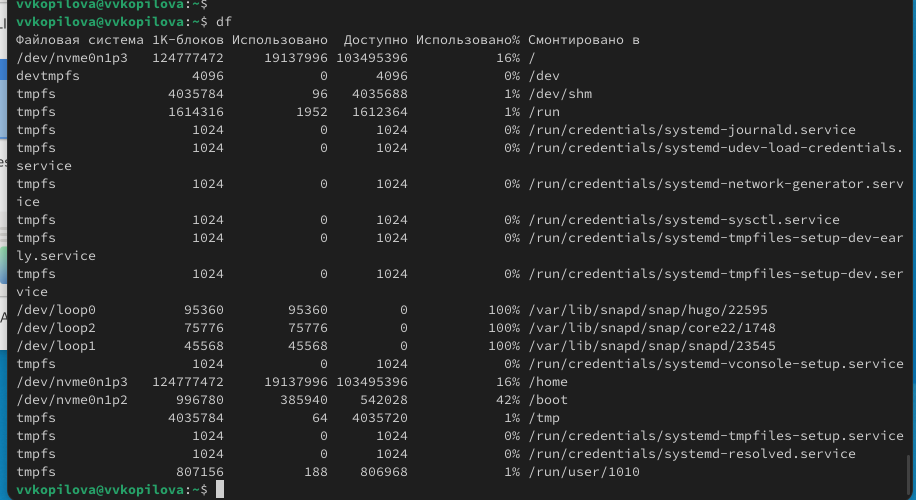 vvkopilova@vvkopilova:~$
vvkopilova@vvkopilova:~$ df
Файловая система 1K-блоков Использовано  Доступно Использовано% Смонтировано в
/dev/nvme0n1p3   124777472     19137996 103495396           16% /
devtmpfs              4096            0      4096            0% /dev
tmpfs              4035784           96   4035688            1% /dev/shm
tmpfs              1614316         1952   1612364            1% /run
tmpfs                 1024            0      1024            0% /run/credentials/systemd-journald.service
tmpfs                 1024            0      1024            0% /run/credentials/systemd-udev-load-credentials.
service
tmpfs                 1024            0      1024            0% /run/credentials/systemd-network-generator.serv
ice
tmpfs                 1024            0      1024            0% /run/credentials/systemd-sysctl.service
tmpfs                 1024            0      1024            0% /run/credentials/systemd-tmpfiles-setup-dev-ear
ly.service
tmpfs                 1024            0      1024            0% /run/credentials/systemd-tmpfiles-setup-dev.ser
vice
/dev/loop0           95360        95360         0          100% /var/lib/snapd/snap/hugo/22595
/dev/loop2           75776        75776         0          100% /var/lib/snapd/snap/core22/1748
/dev/loop1           45568        45568         0          100% /var/lib/snapd/snap/snapd/23545
tmpfs                 1024            0      1024            0% /run/credentials/systemd-vconsole-setup.service
/dev/nvme0n1p3   124777472     19137996 103495396           16% /home
/dev/nvme0n1p2      996780       385940    542028           42% /boot
tmpfs              4035784           64   4035720            1% /tmp
tmpfs                 1024            0      1024            0% /run/credentials/systemd-tmpfiles-setup.service
tmpfs                 1024            0      1024            0% /run/credentials/systemd-resolved.service
tmpfs               807156          188    806968            1% /run/user/1010
vvkopilova@vvkopilova:~$